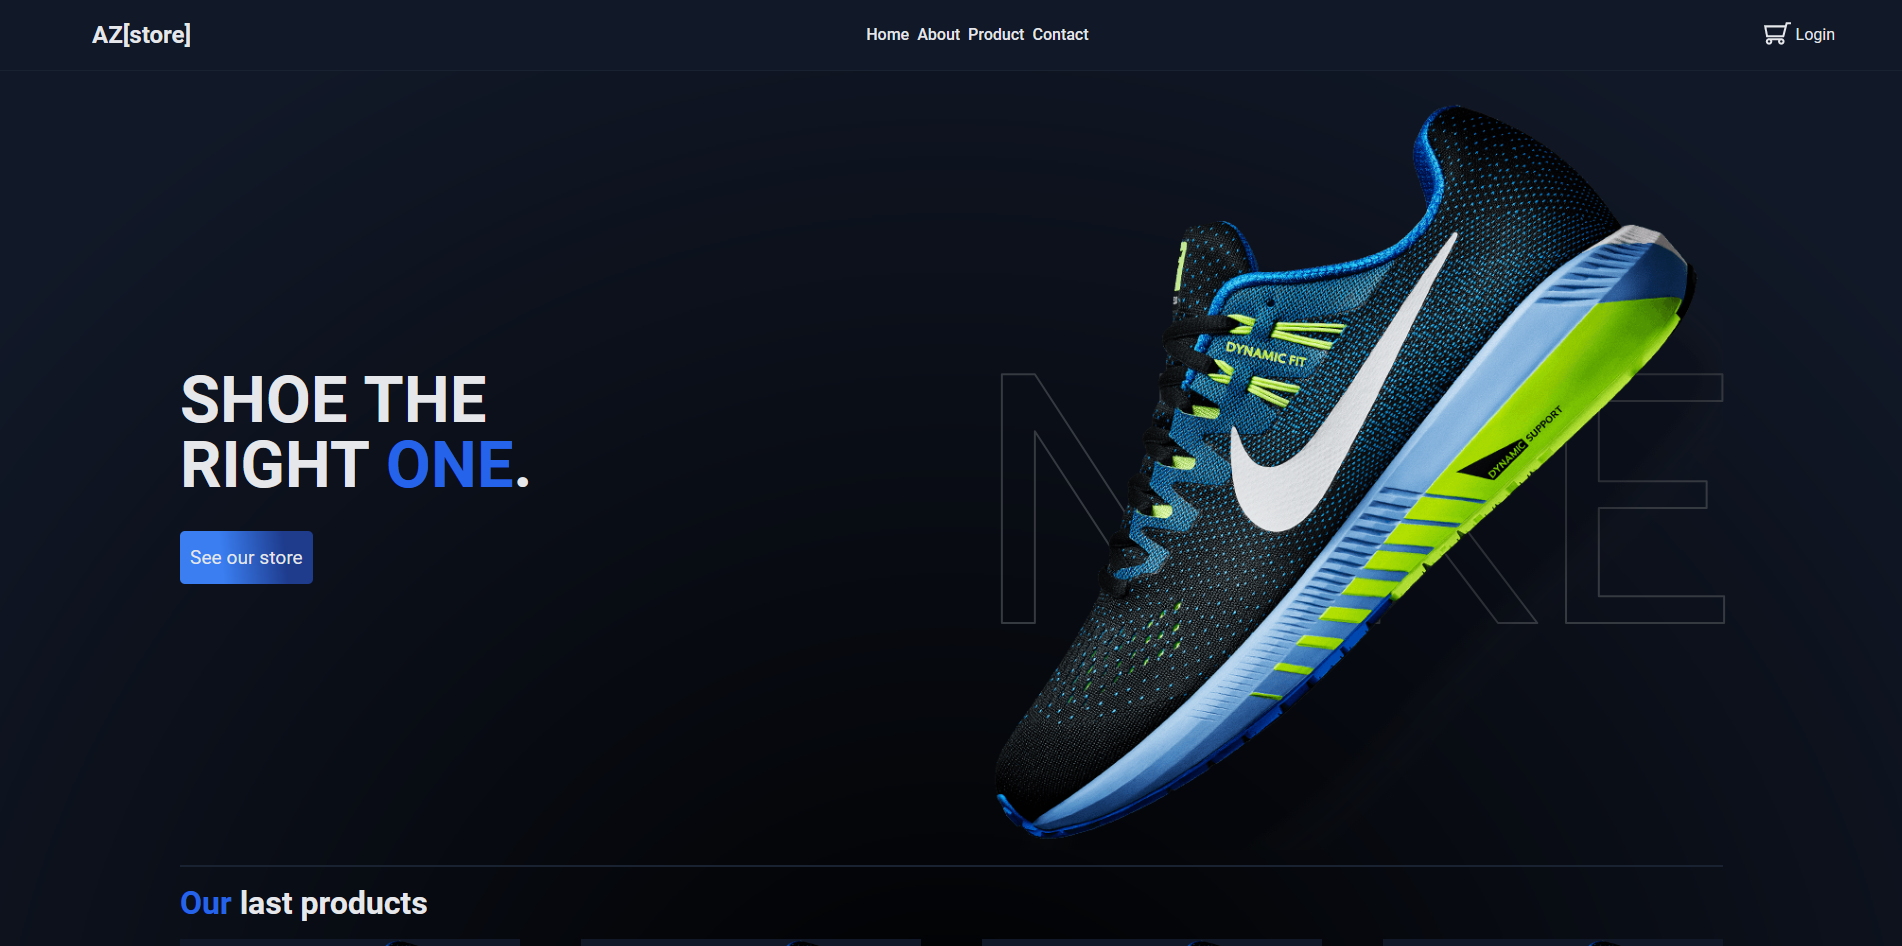 AZ[store]
Home About Product Contact
Login
SHOE THE
RIGHT ONE.
See our store
NIKE
DYNAMIC FIT
DYNAMIC SUPPORT
Our last products